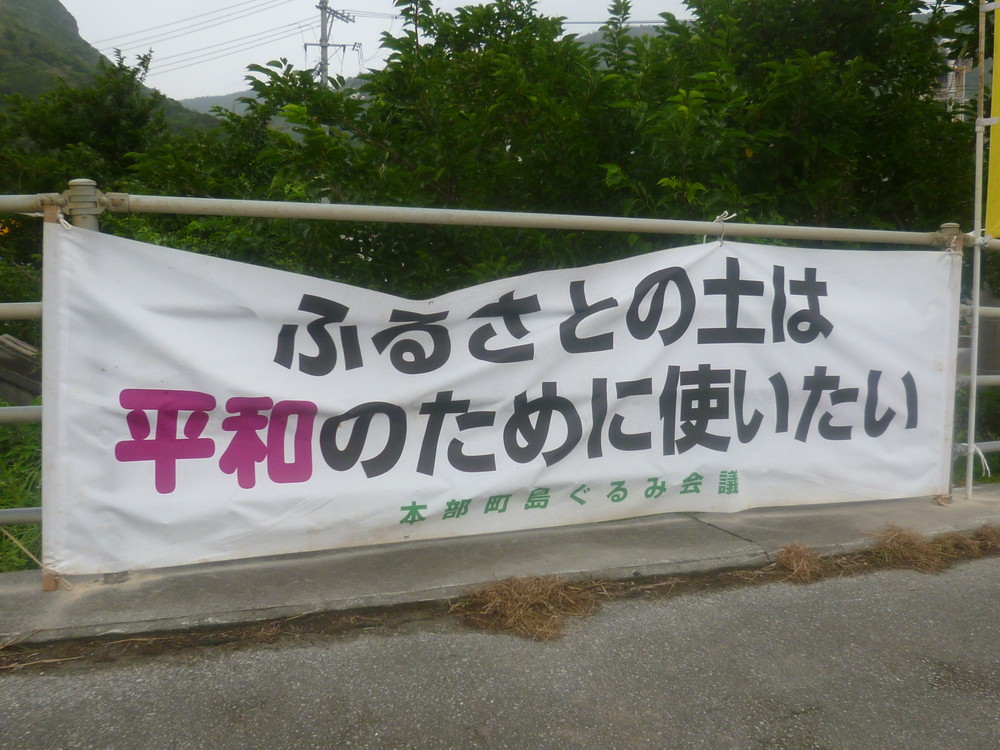 ふるさとの土は
平和のために使いたい
本部町島ぐるみ会議